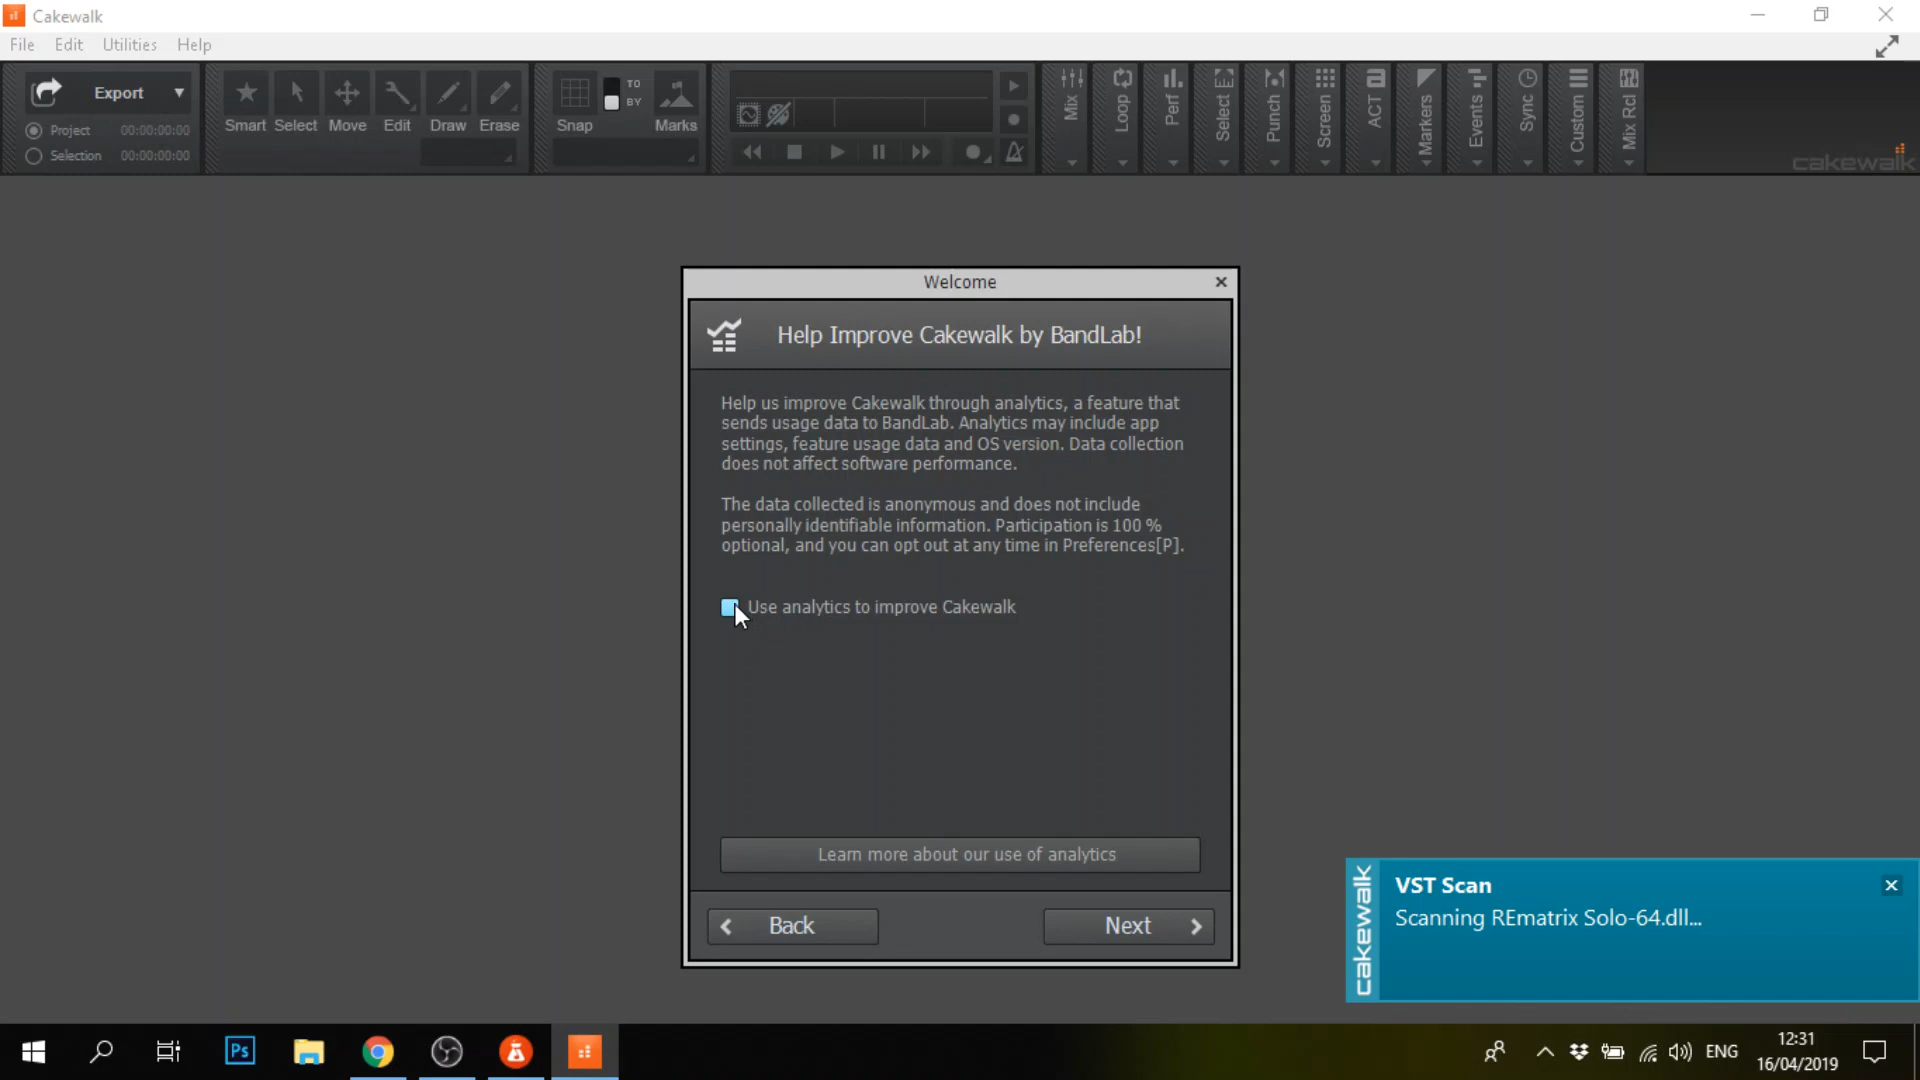 Cakewalk
File Edit Utilities Help
Export
Project 00:00:00:00
Selection 00:00:00:00
Smart Select Move Edit Draw Erase
Snap
TO
BY
Marks
Mix
Loop
Perf
Select
Punch
Screen
ACT
Markers
Events
Sync
Custom
Mix Rcl
cakewalk
Welcome
Help Improve Cakewalk by BandLab!
Help us improve Cakewalk through analytics, a feature that
sends usage data to BandLab. Analytics may include app
settings, feature usage data and OS version. Data collection
does not affect software performance.
The data collected is anonymous and does not include
personally identifiable information. Participation is 100 %
optional, and you can opt out at any time in Preferences[P].
Use analytics to improve Cakewalk
Learn more about our use of analytics
Back
Next
cakewalk
VST Scan
Scanning REmatrix Solo-64.dll...
Ps
ENG
12:31
16/04/2019